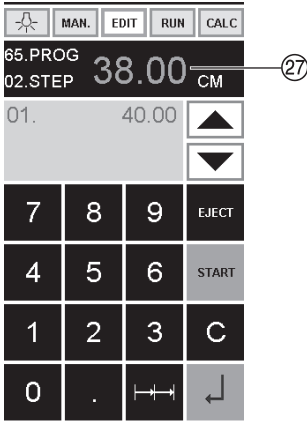 MAN. EDIT RUN CALC
65.PROG
02.STEP 38.00 CM
27
01. 40.00
7 8 9 EJECT
4 5 6 START
1 2 3 C
0 .